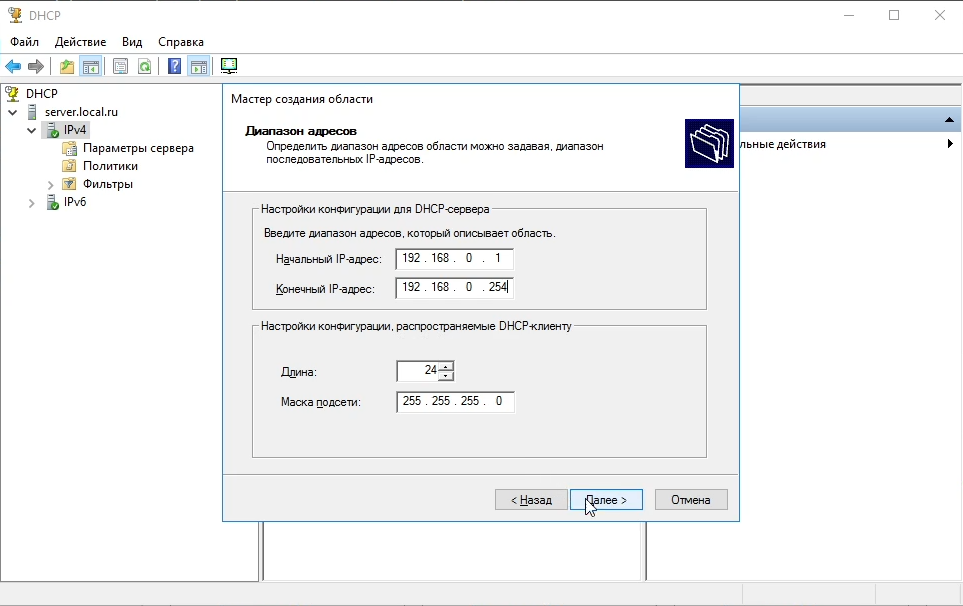 DHCP
Файл Действие Вид Справка
DHCP
server.local.ru
IPv4
Параметры сервера
Политики
Фильтры
IPv6
Мастер создания области
Диапазон адресов
Определить диапазон адресов области можно задавая, диапазон
последовательных IP-адресов.
Настройки конфигурации для DHCP-сервера
Введите диапазон адресов, который описывает область.
Начальный IP-адрес: 192 . 168 . 0 . 1
Конечный IP-адрес: 192 . 168 . 0 . 254
Настройки конфигурации, распространяемые DHCP-клиенту
Длина: 24
Маска подсети: 255 . 255 . 255 . 0
< Назад Далее > Отмена
льные действия